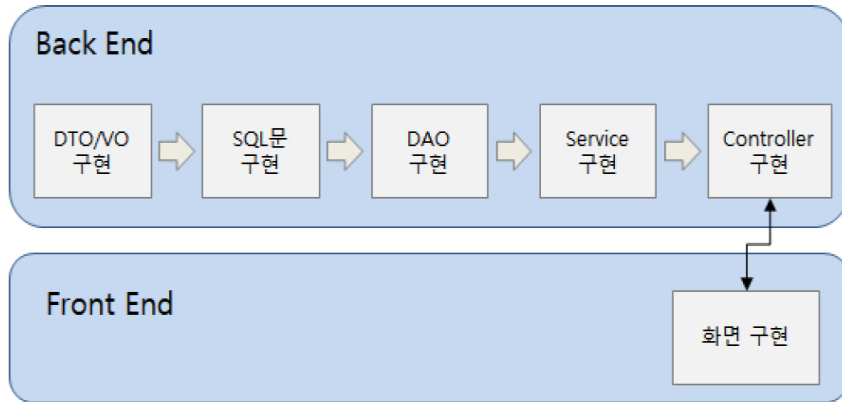 Back End
DTO/VO
구현
SQL문
구현
DAO
구현
Service
구현
Controller
구현
Front End
화면 구현